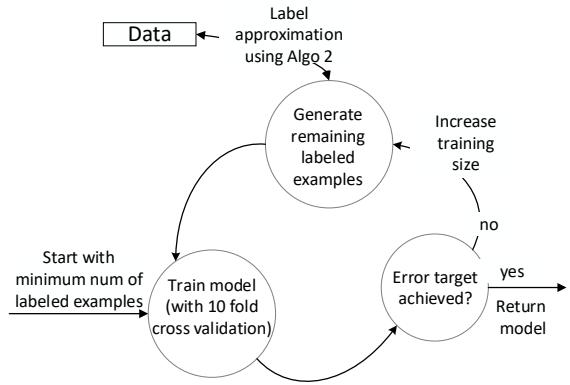 Data
Label
approximation
using Algo 2
Generate
remaining
labeled
examples
Increase
training
size
no
Start with
minimum num of
labeled examples
Train model
(with 10 fold
cross validation)
Error target
achieved?
yes
Return
model